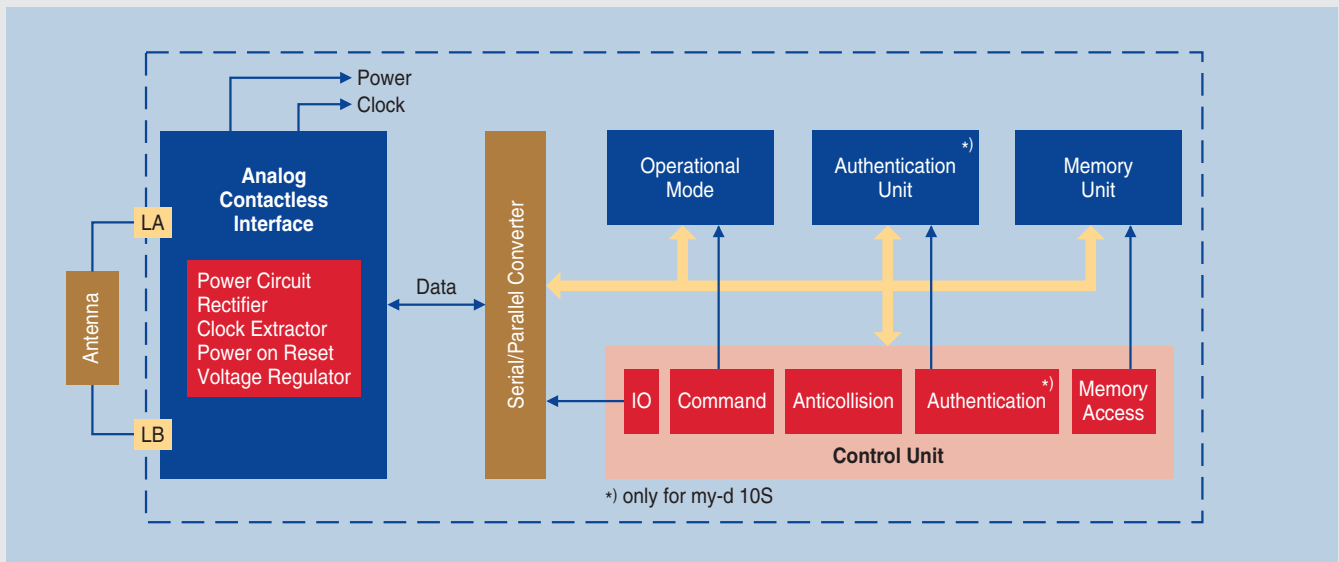 Power
Clock
Analog
Contactless
Interface
Power Circuit
Rectifier
Clock Extractor
Power on Reset
Voltage Regulator
LA
LB
Antenna
Data
Serial/Parallel Converter
Operational
Mode
*)
Authentication
Unit
Memory
Unit
IO
Command
Anticollision
Authentication *)
Memory
Access
Control Unit
*) only for my-d 10S